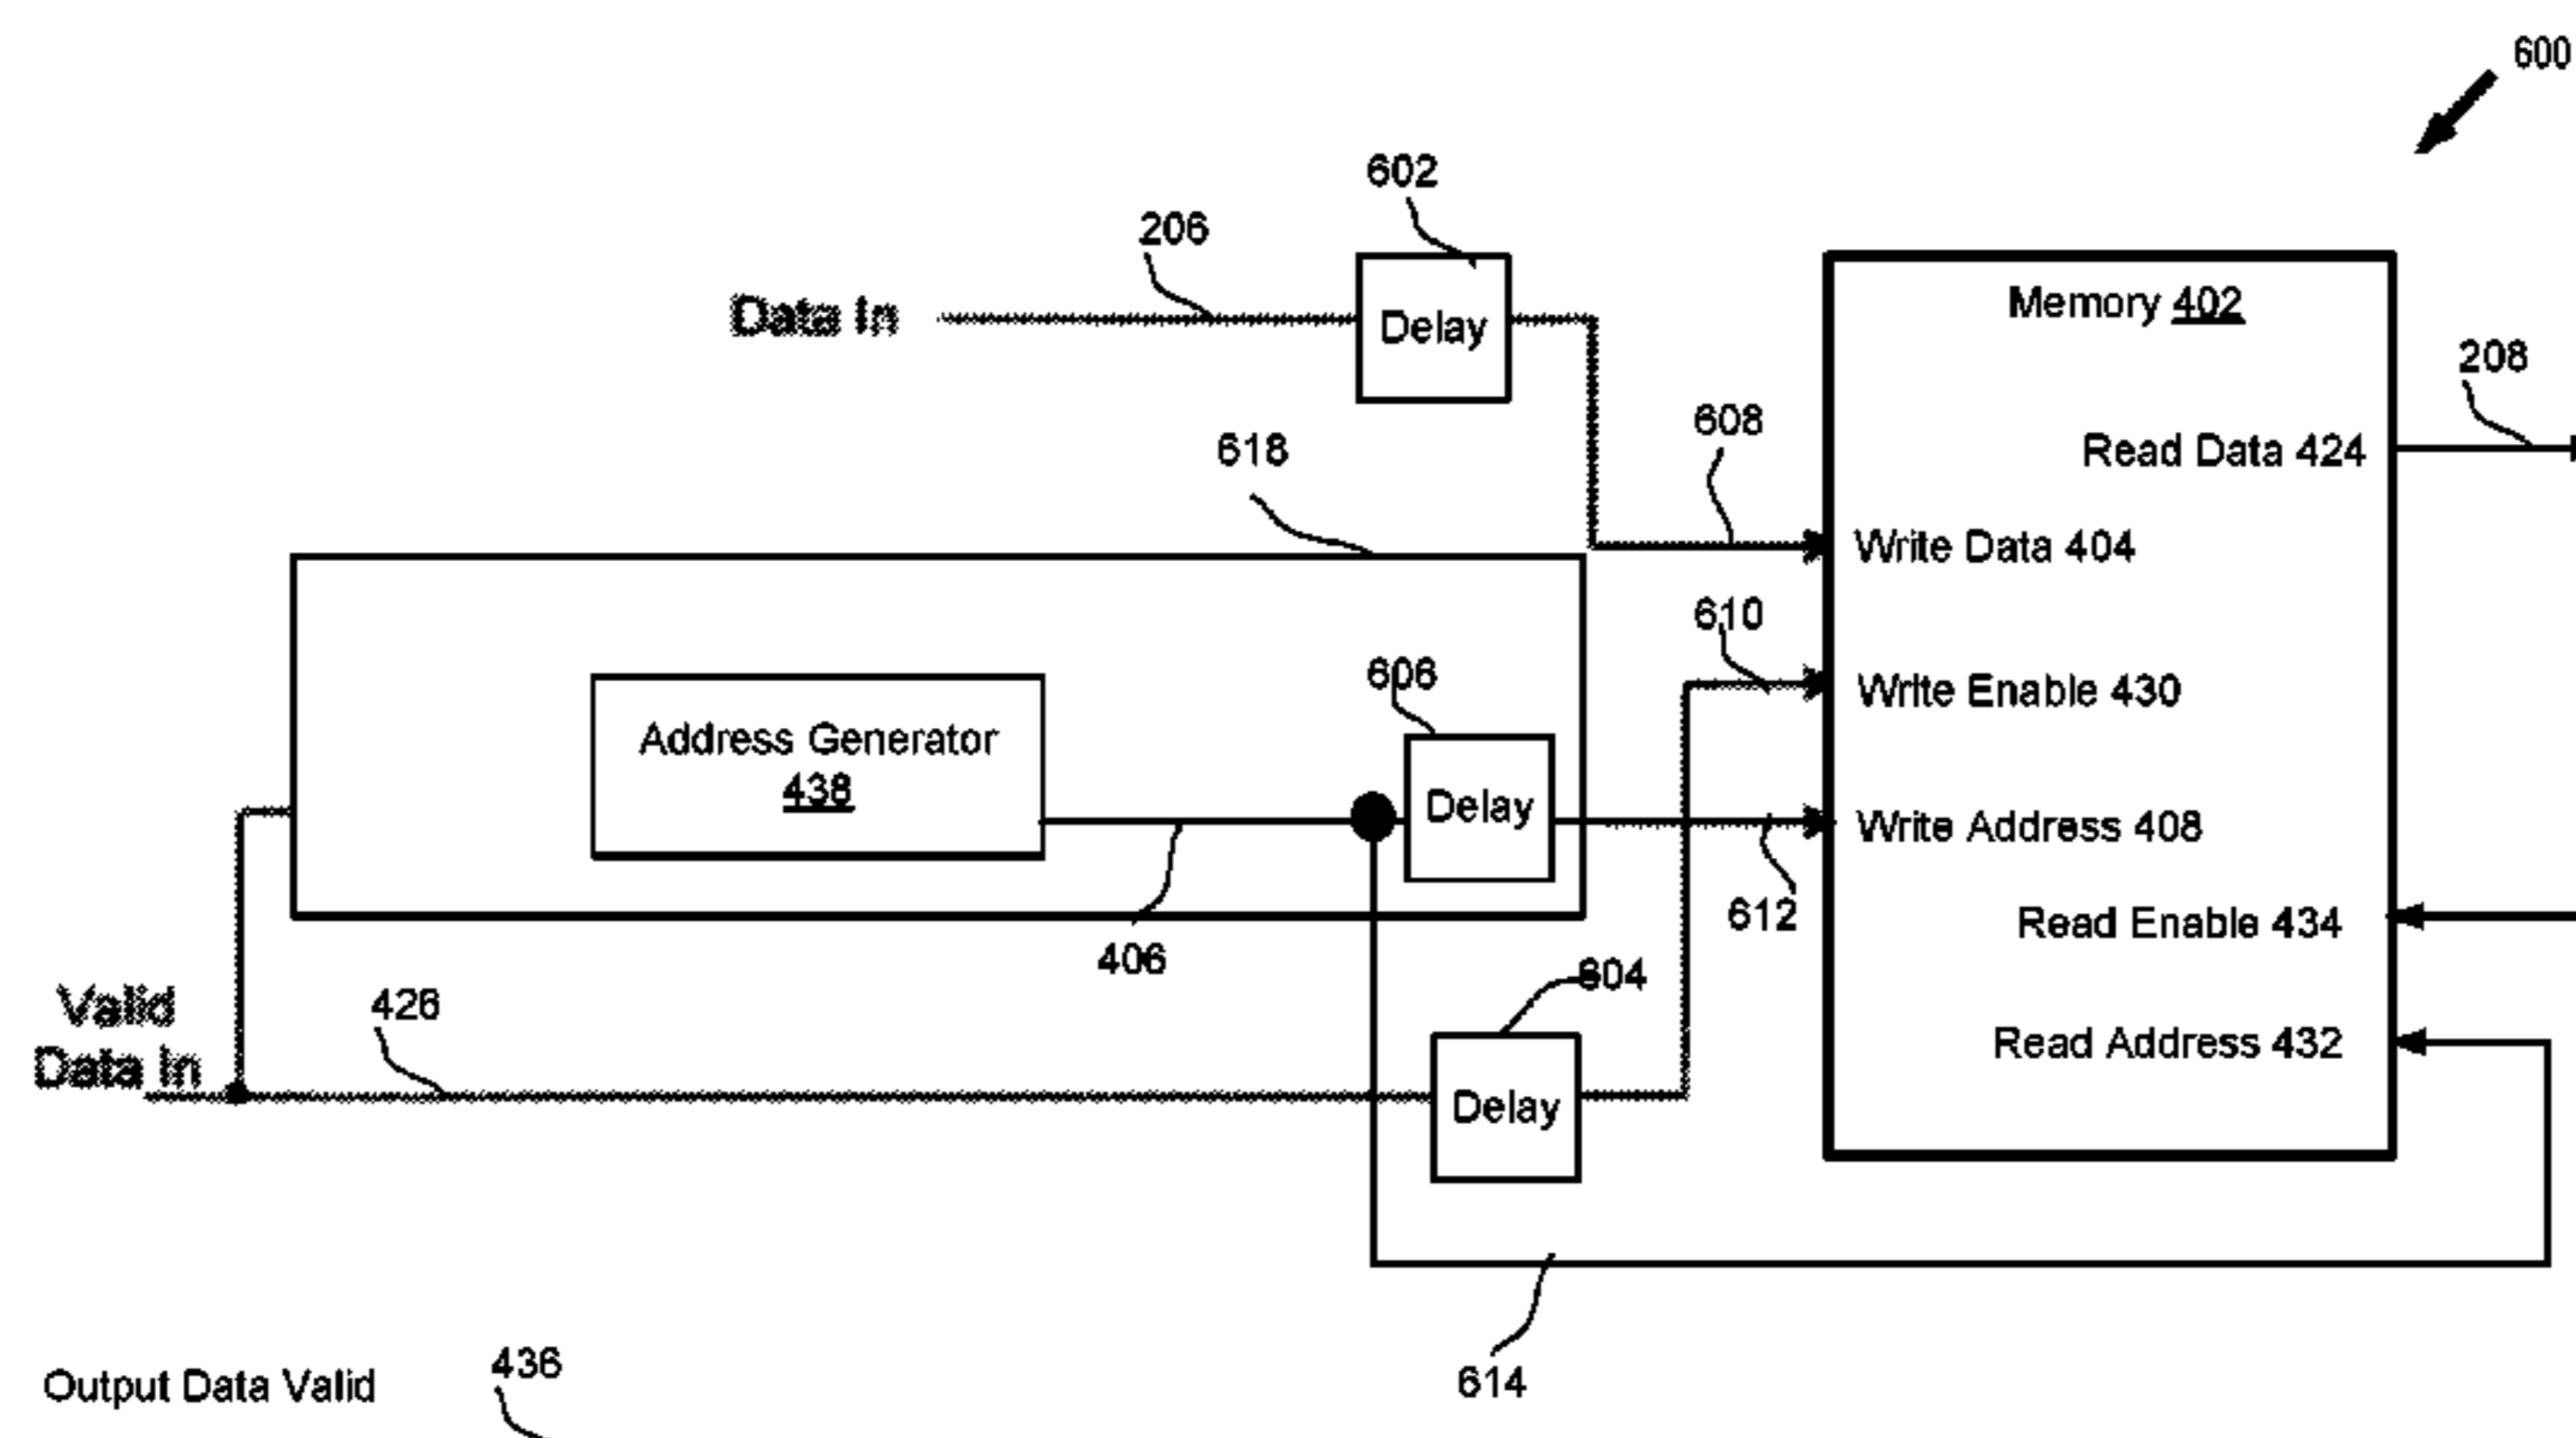 600
602
206
Data In
Delay
Memory 402
208
Read Data 424
608
618
Write Data 404
610
Write Enable 430
606
Address Generator
438
Delay
Write Address 408
612
Read Enable 434
406
604
Valid
Data In
426
Delay
Read Address 432
614
436
Output Data Valid